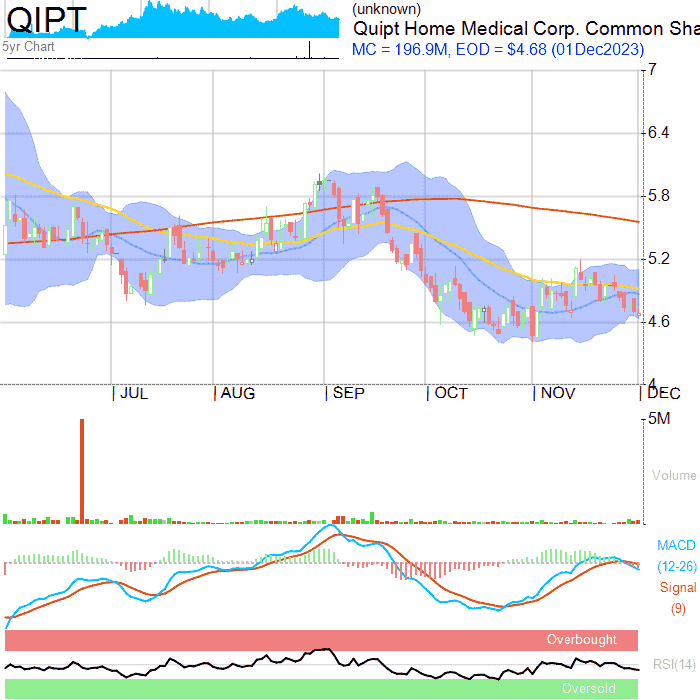 QIPT
(unknown)
Quipt Home Medical Corp. Common Sha
5yr Chart
MC = 196.9M, EOD = $4.68 (01Dec2023)
7
6.4
5.8
5.2
4.6
4
JUL AUG SEP OCT NOV DEC
5M
Volume
MACD
(12-26)
Signal
(9)
Overbought
RSI(14)
Oversold